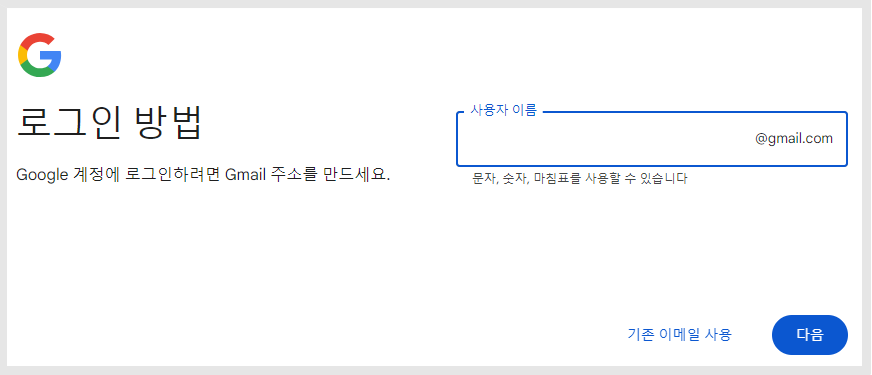 로그인 방법
Google 계정에 로그인하려면 Gmail 주소를 만드세요.
사용자 이름
@gmail.com
문자, 숫자, 마침표를 사용할 수 있습니다
기존 이메일 사용
다음